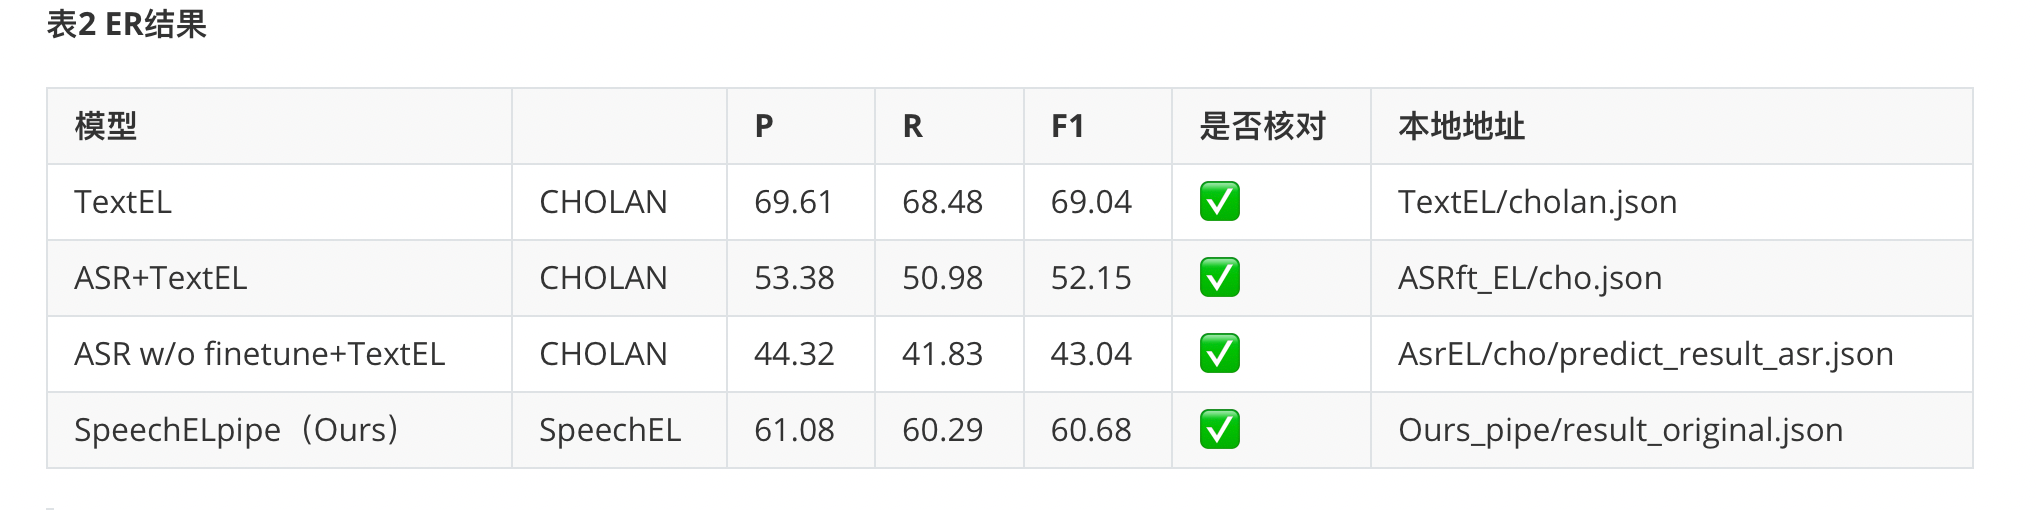 表2 ER结果
模型 P R F1 是否核对 本地地址
TextEL CHOLAN 69.61 68.48 69.04 ✅ TextEL/cholan.json
ASR+TextEL CHOLAN 53.38 50.98 52.15 ✅ ASRft_EL/cho.json
ASR w/o finetune+TextEL CHOLAN 44.32 41.83 43.04 ✅ AsrEL/cho/predict_result_asr.json
SpeechELpipe（Ours） SpeechEL 61.08 60.29 60.68 ✅ Ours_pipe/result_original.json